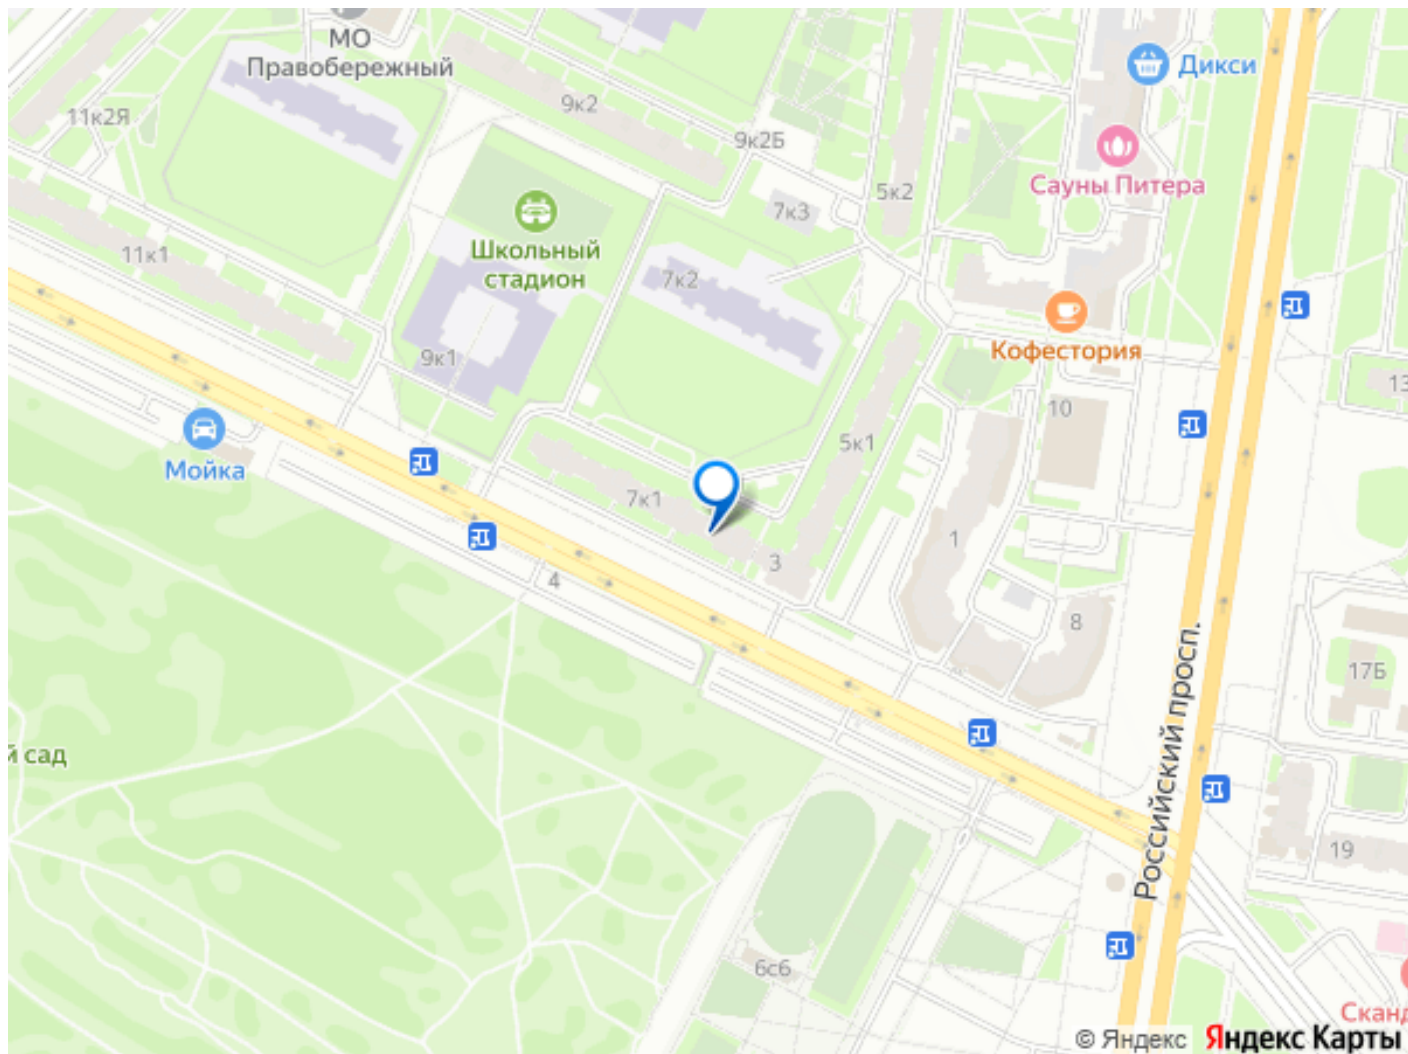 МО
Правобережный
Дикси
11к2Я
9к2
9к2Б
Сауны Питера
5к2
7к3
Школьный
стадион
11к1
7к2
Кофестория
9к1
13
10
5к1
Мойка
7к1
1
3
4
8
17Б
Российский просп.
й сад
19
6с6
Сканд
© Яндекс Яндекс Карты